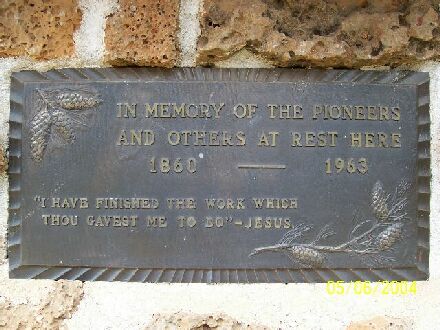 IN MEMORY OF THE PIONEERS
AND OTHERS AT REST HERE
1860 — 1963
"I HAVE FINISHED THE WORK WHICH
THOU GAVEST ME TO DO"-JESUS
05/06/2004